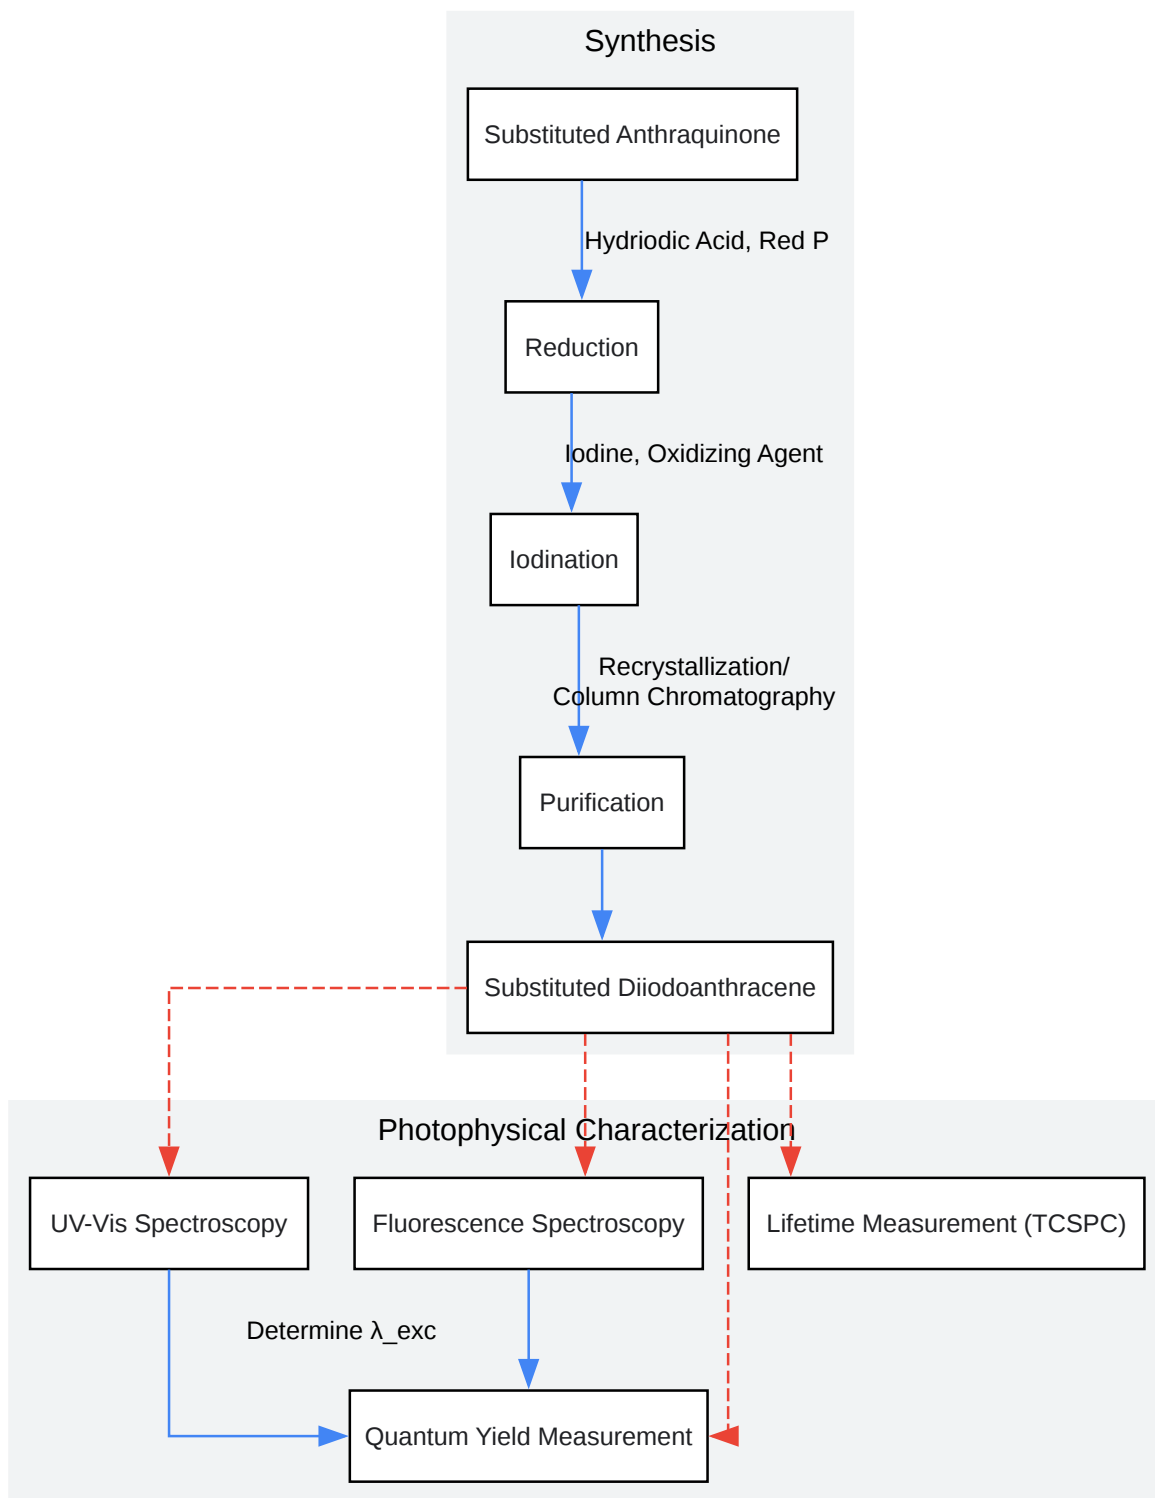 Synthesis
Substituted Anthraquinone
Hydriodic Acid, Red P
Reduction
Iodine, Oxidizing Agent
Iodination
Recrystallization/
Column Chromatography
Purification
Substituted Diiodoanthracene
Photophysical Characterization
UV-Vis Spectroscopy
Fluorescence Spectroscopy
Lifetime Measurement (TCSPC)
Determine λ_exc
Quantum Yield Measurement